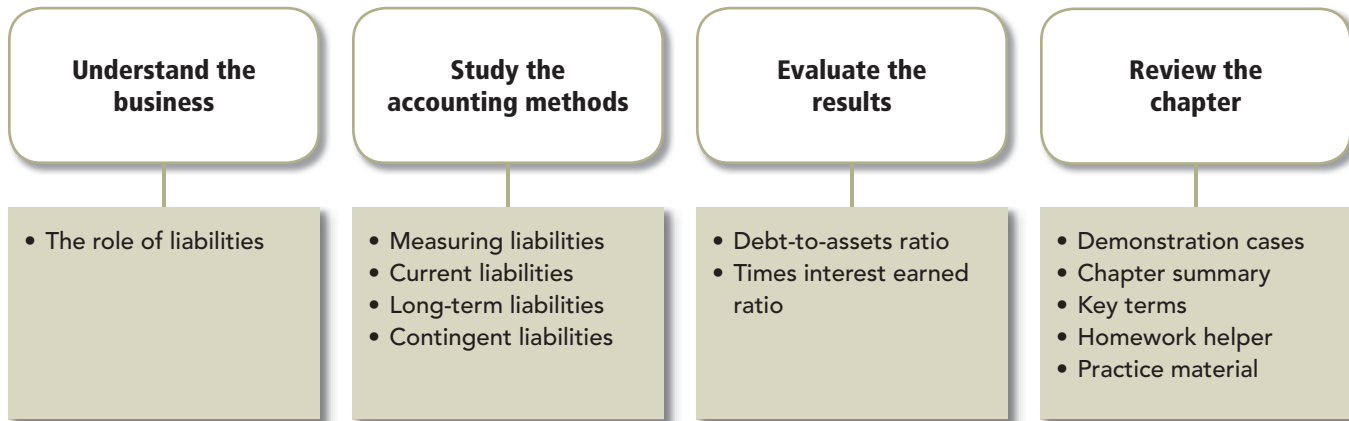 Understand the
business
• The role of liabilities
Study the
accounting methods
• Measuring liabilities
• Current liabilities
• Long-term liabilities
• Contingent liabilities
Evaluate the
results
• Debt-to-assets ratio
• Times interest earned
ratio
Review the
chapter
• Demonstration cases
• Chapter summary
• Key terms
• Homework helper
• Practice material